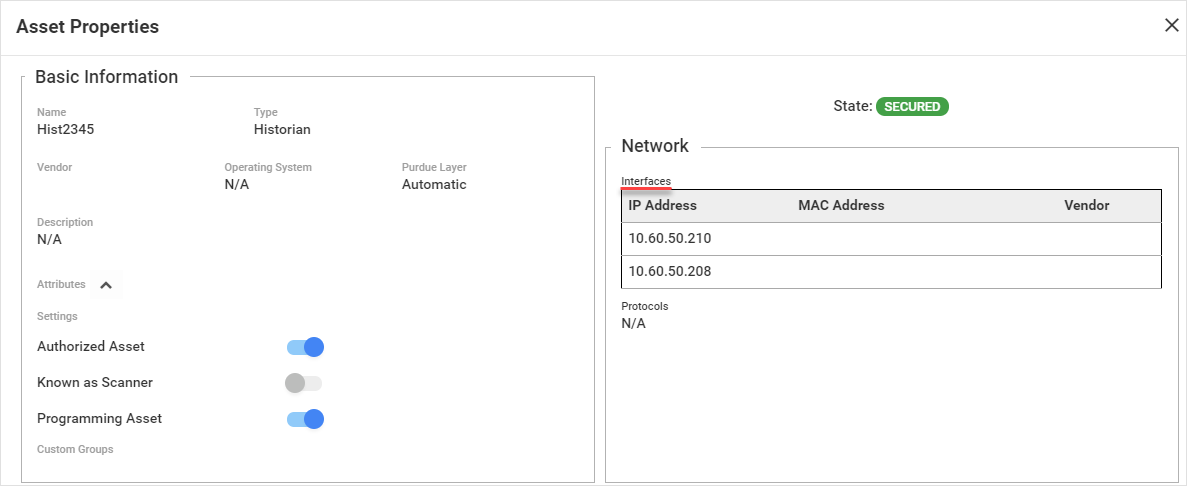 Asset Properties
Basic Information
Name Type
Hist2345 Historian
Vendor Operating System Purdue Layer
N/A Automatic
Description
N/A
Attributes
Settings
Authorized Asset
Known as Scanner
Programming Asset
Custom Groups
State: SECURED
Network
Interfaces
IP Address MAC Address Vendor
10.60.50.210
10.60.50.208
Protocols
N/A